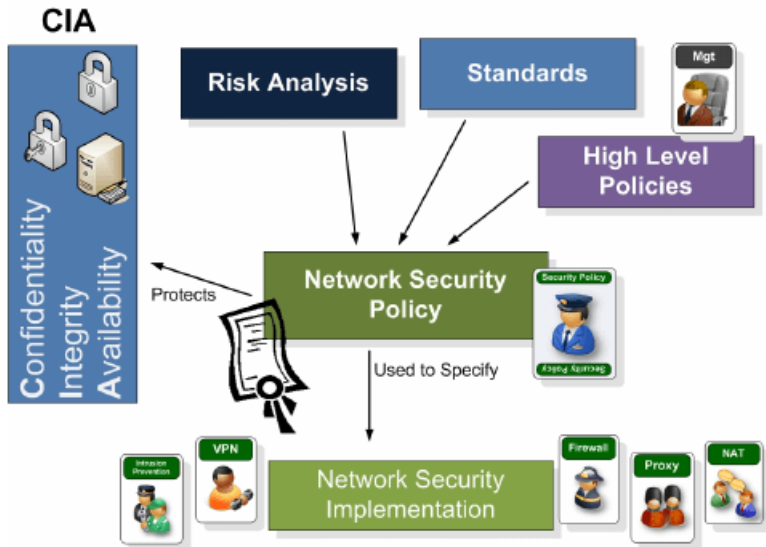 CIA
Confidentiality
Integrity
Availability
Risk Analysis
Standards
Mgt
High Level
Policies
Protects
Network Security
Policy
Security Policy
Security Policy
Used to Specify
Intrusion
Prevention
VPN
Network Security
Implementation
Firewall
Proxy
NAT